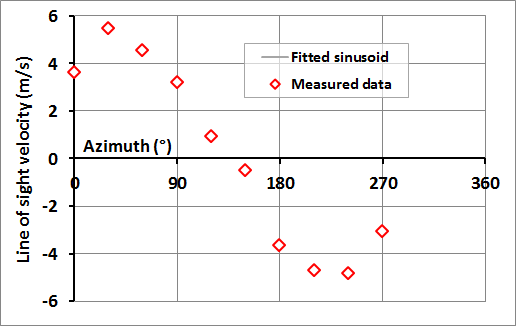 6
4
2
0
-2
-4
-6
Line of sight velocity (m/s)
Fitted sinusoid
Measured data
Azimuth (°)
0 90 180 270 360